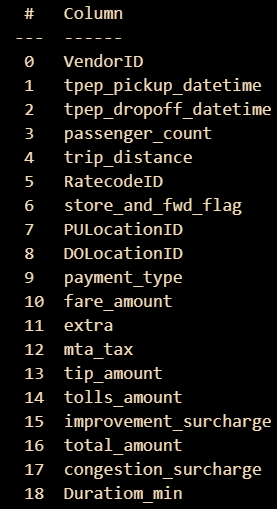 # Column
--- ------
0 VendorID
1 tpep_pickup_datetime
2 tpep_dropoff_datetime
3 passenger_count
4 trip_distance
5 RatecodeID
6 store_and_fwd_flag
7 PULocationID
8 DOLocationID
9 payment_type
10 fare_amount
11 extra
12 mta_tax
13 tip_amount
14 tolls_amount
15 improvement_surcharge
16 total_amount
17 congestion_surcharge
18 Duratiom_min